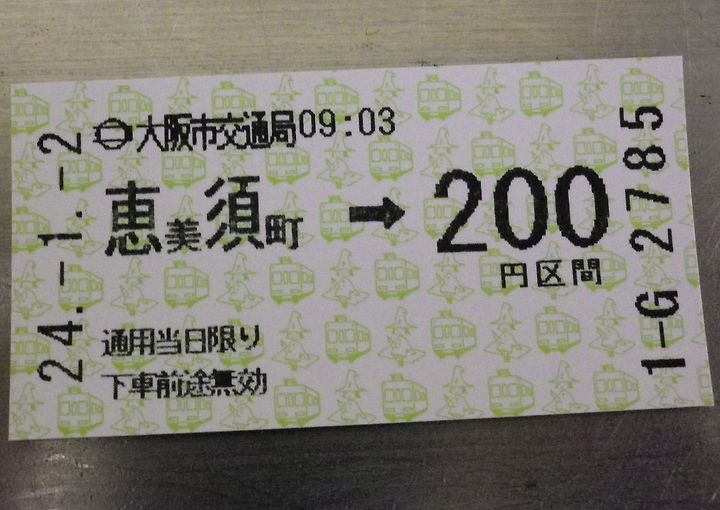 大阪市交通局09:03
恵美須町 → 200
円区間
通用当日限り
下車前途無効
24.-1.-2
1-G 2785